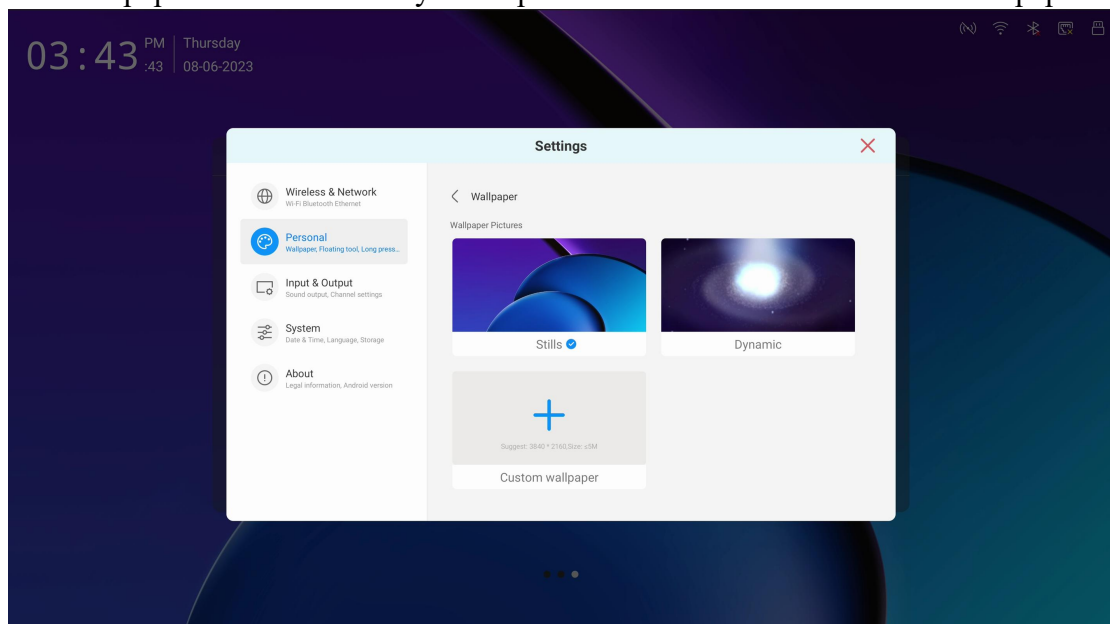 03:43 PM :43 Thursday 08-06-2023
Settings
Wireless & Network
Wi-Fi Bluetooth Ethernet
Personal
Wallpaper, Floating tool, Long press...
Input & Output
Sound output, Channel settings
System
Date & Time, Language, Storage
About
Legal information, Android version
Wallpaper
Wallpaper Pictures
Stills
Dynamic
Suggest: 3840 * 2160,Size: ≤5M
Custom wallpaper